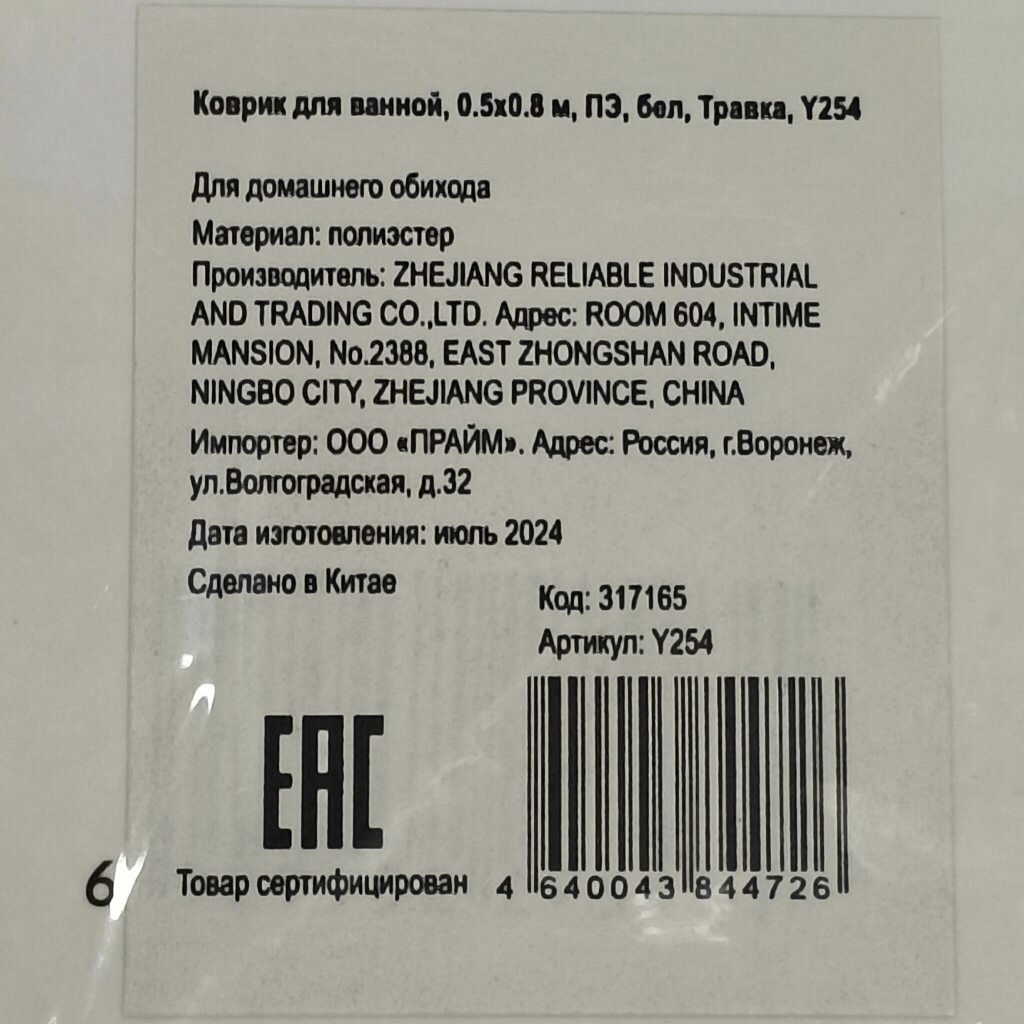 Коврик для ванной, 0.5х0.8 м, ПЭ, бел, Травка, Y254
Для домашнего обихода
Материал: полиэстер
Производитель: ZHEJIANG RELIABLE INDUSTRIAL
AND TRADING CO.,LTD. Адрес: ROOM 604, INTIME
MANSION, No.2388, EAST ZHONGSHAN ROAD,
NINGBO CITY, ZHEJIANG PROVINCE, CHINA
Импортер: ООО «ПРАЙМ». Адрес: Россия, г.Воронеж,
ул.Волгоградская, д.32
Дата изготовления: июль 2024
Сделано в Китае
Код: 317165
Артикул: Y254
EAC
6
Товар сертифицирован
4 640043 844726